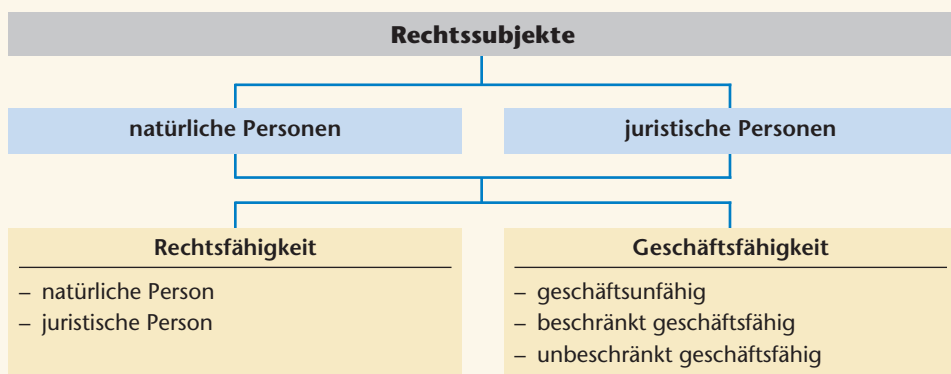 Rechtssubjekte
natürliche Personen
juristische Personen
Rechtsfähigkeit
– natürliche Person
– juristische Person
Geschäftsfähigkeit
– geschäftsunfähig
– beschränkt geschäftsfähig
– unbeschränkt geschäftsfähig